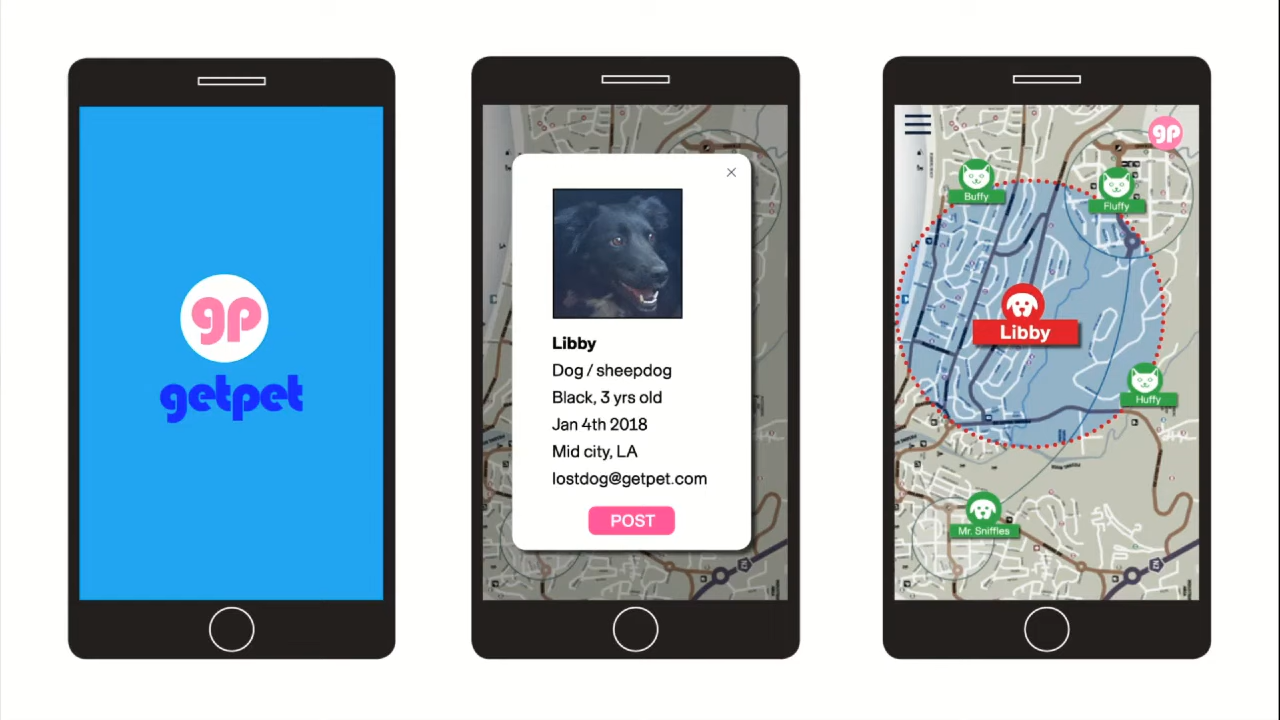 gp
getpet
Libby
Dog / sheepdog
Black, 3 yrs old
Jan 4th 2018
Mid city, LA
lostdog@getpet.com
POST
gp
Buffy
Fluffy
Libby
Huffy
Mr. Sniffles